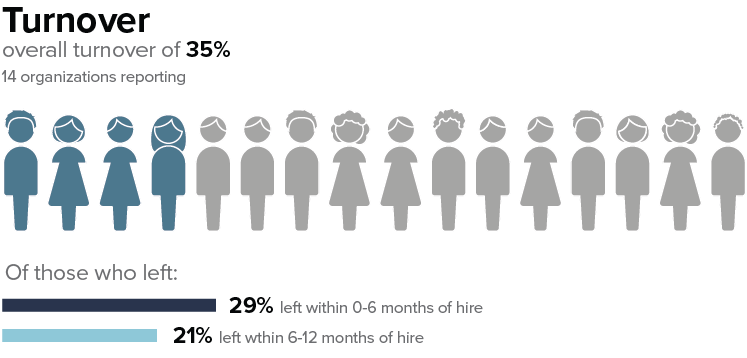 Turnover
overall turnover of 35%
14 organizations reporting
Of those who left:
29% left within 0-6 months of hire
21% left wthin 6-12 months of hire